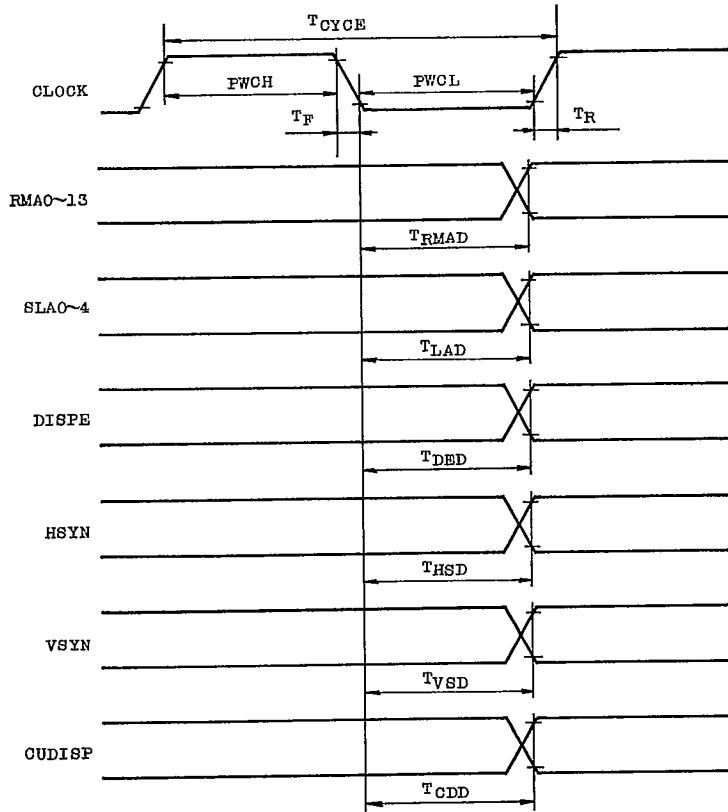 TCYCE
CLOCK
PWCH
PWCL
TF
TR
RMA0~13
TRMAD
SLA0~4
TLAD
DISPE
TDED
HSYN
THSD
VSYN
TVSD
CUDISP
TCDD